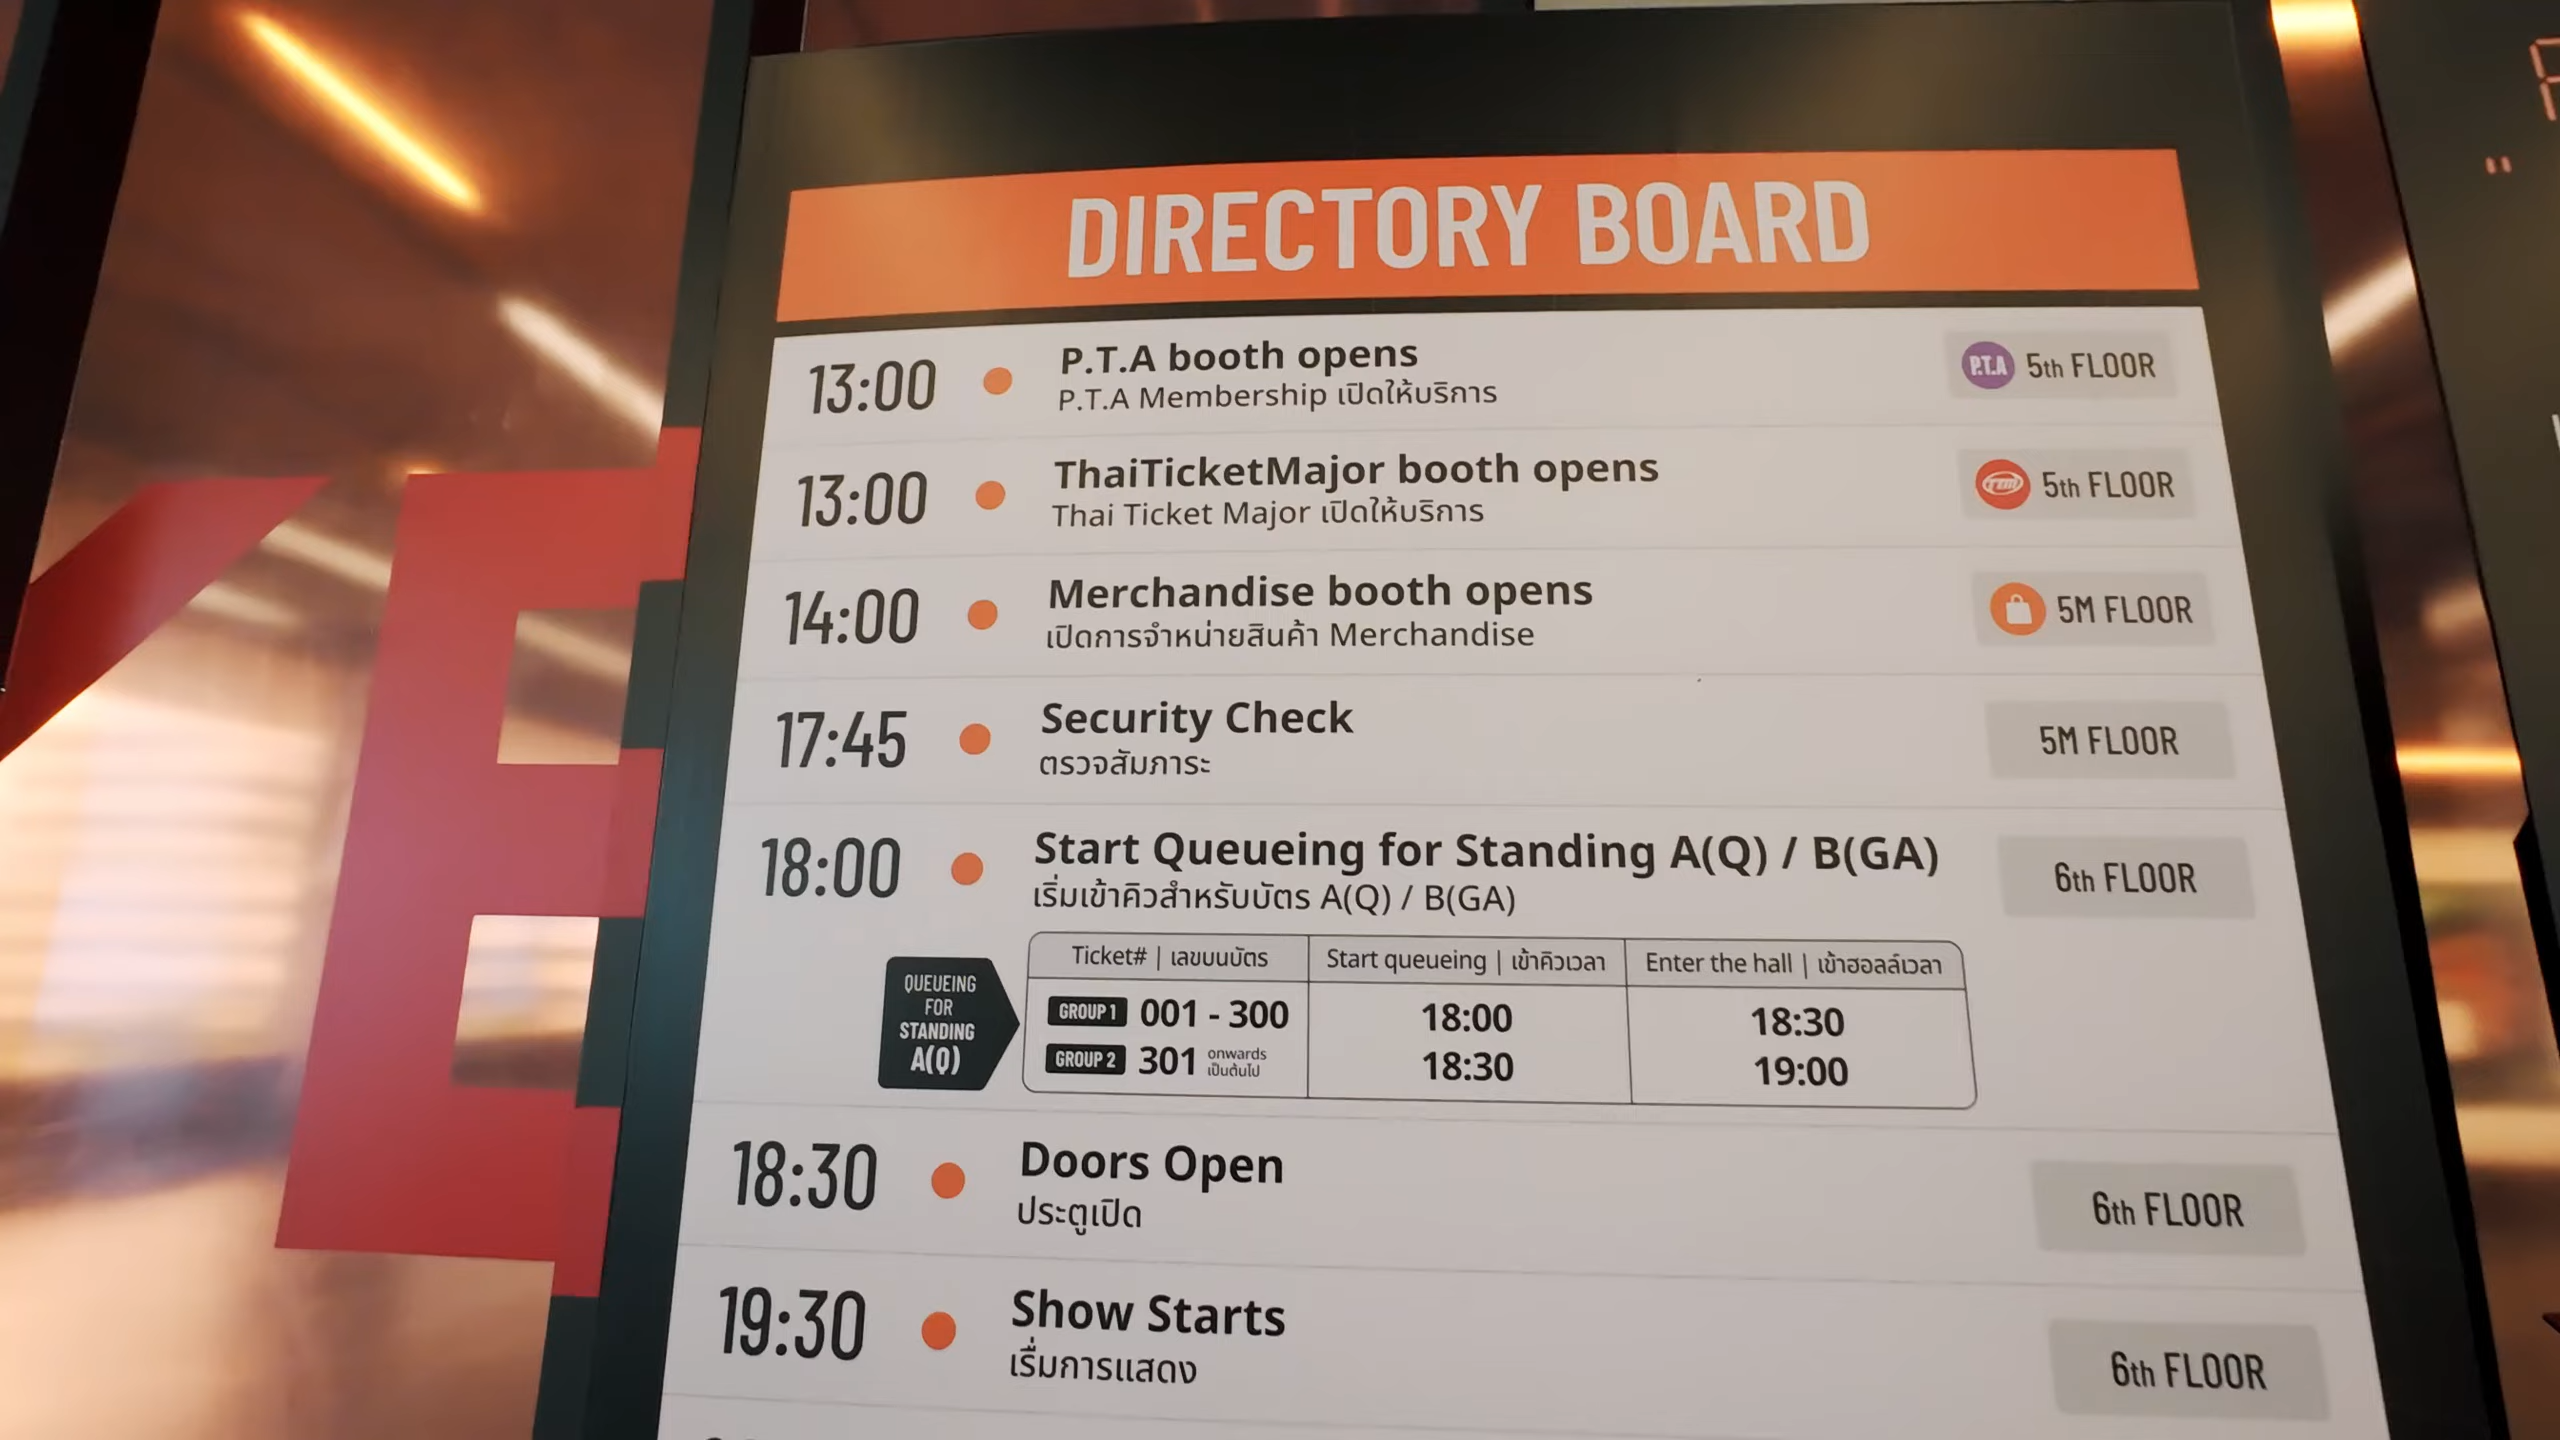 DIRECTORY BOARD
13:00 P.T.A booth opens P.T.A 5th FLOOR
P.T.A Membership เปิดให้บริการ
13:00 ThaiTicketMajor booth opens TTM 5th FLOOR
Thai Ticket Major เปิดให้บริการ
14:00 Merchandise booth opens 5M FLOOR
เปิดการจำหน่ายสินค้า Merchandise
17:45 Security Check 5M FLOOR
ตรวจสัมภาระ
18:00 Start Queueing for Standing A(Q) / B(GA) 6th FLOOR
เริ่มเข้าคิวสำหรับบัตร A(Q) / B(GA)
QUEUEING
FOR
STANDING
A(Q)
Ticket# | เลขบนบัตร Start queueing | เข้าคิวเวลา Enter the hall | เข้าฮอลล์เวลา
GROUP 1 001 - 300 18:00 18:30
GROUP 2 301 onwards เป็นต้นไป 18:30 19:00
18:30 Doors Open 6th FLOOR
ประตูเปิด
19:30 Show Starts 6th FLOOR
เริ่มการแสดง